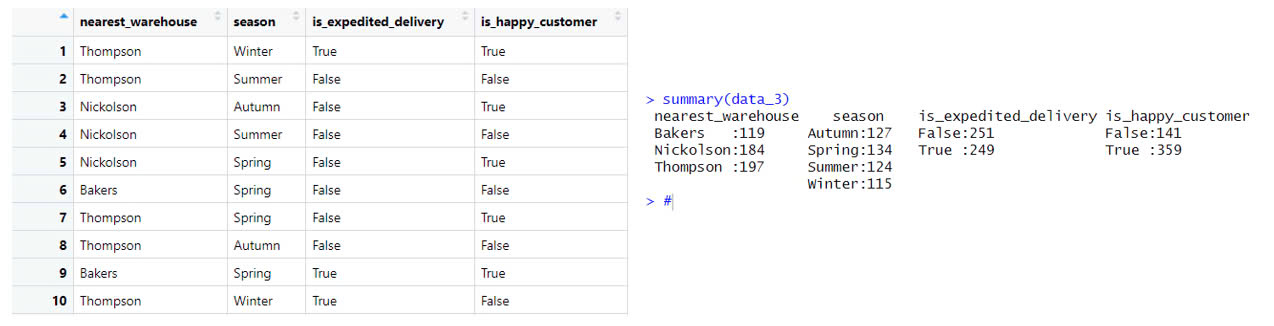 nearest_warehouse season is_expedited_delivery is_happy_customer
1 Thompson Winter True True
2 Thompson Summer False False
3 Nickolson Autumn False True
4 Nickolson Summer False False
5 Nickolson Spring False True
6 Bakers Spring False False
7 Thompson Spring False True
8 Thompson Autumn False False
9 Bakers Spring True True
10 Thompson Winter True False
> summary(data_3)
nearest_warehouse season is_expedited_delivery is_happy_customer
Bakers :119 Autumn:127 False:251 False:141
Nickolson:184 Spring:134 True :249 True :359
Thompson :197 Summer:124
Winter:115
> #